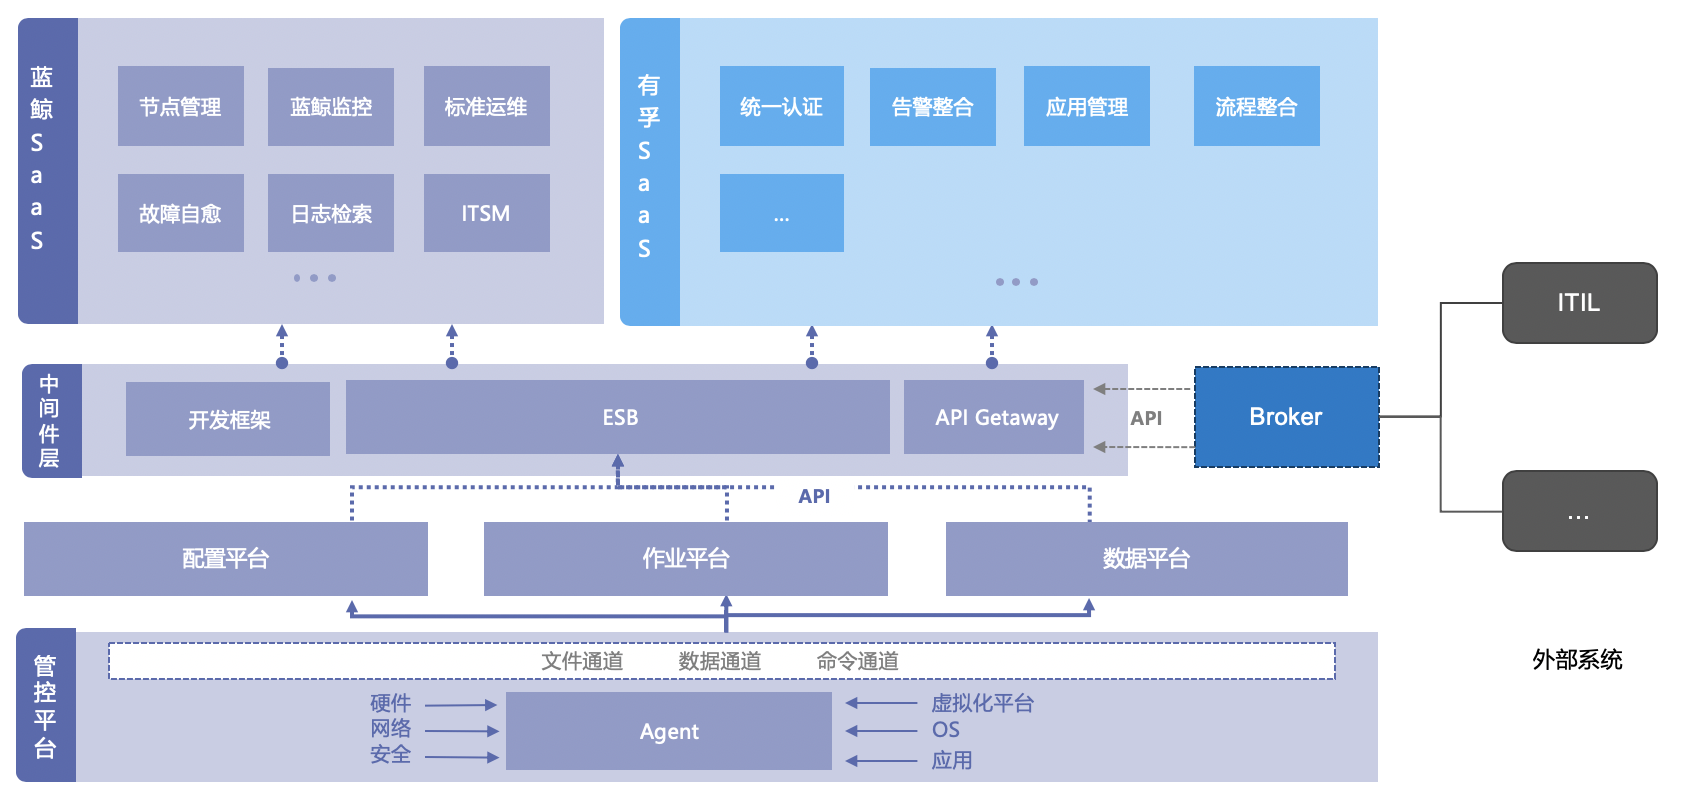 蓝鲸SaaS
节点管理
蓝鲸监控
标准运维
故障自愈
日志检索
ITSM
有孚SaaS
统一认证
告警整合
应用管理
流程整合
...
中间件层
开发框架
ESB
API Getaway
API
Broker
ITIL
...
API
配置平台
作业平台
数据平台
管控平台
文件通道 数据通道 命令通道
硬件
网络
安全
Agent
虚拟化平台
OS
应用
外部系统